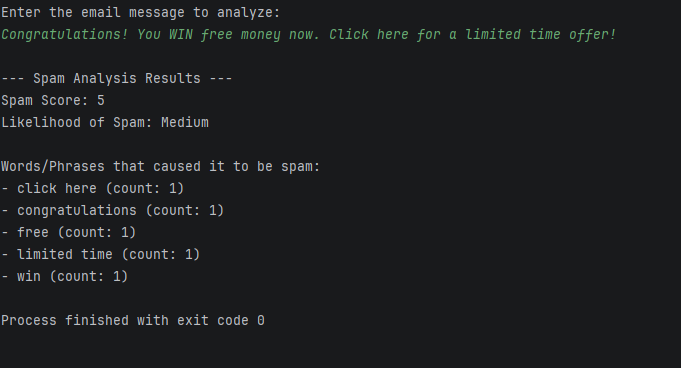 Enter the email message to analyze:
Congratulations! You WIN free money now. Click here for a limited time offer!
--- Spam Analysis Results ---
Spam Score: 5
Likelihood of Spam: Medium
Words/Phrases that caused it to be spam:
- click here (count: 1)
- congratulations (count: 1)
- free (count: 1)
- limited time (count: 1)
- win (count: 1)
Process finished with exit code 0